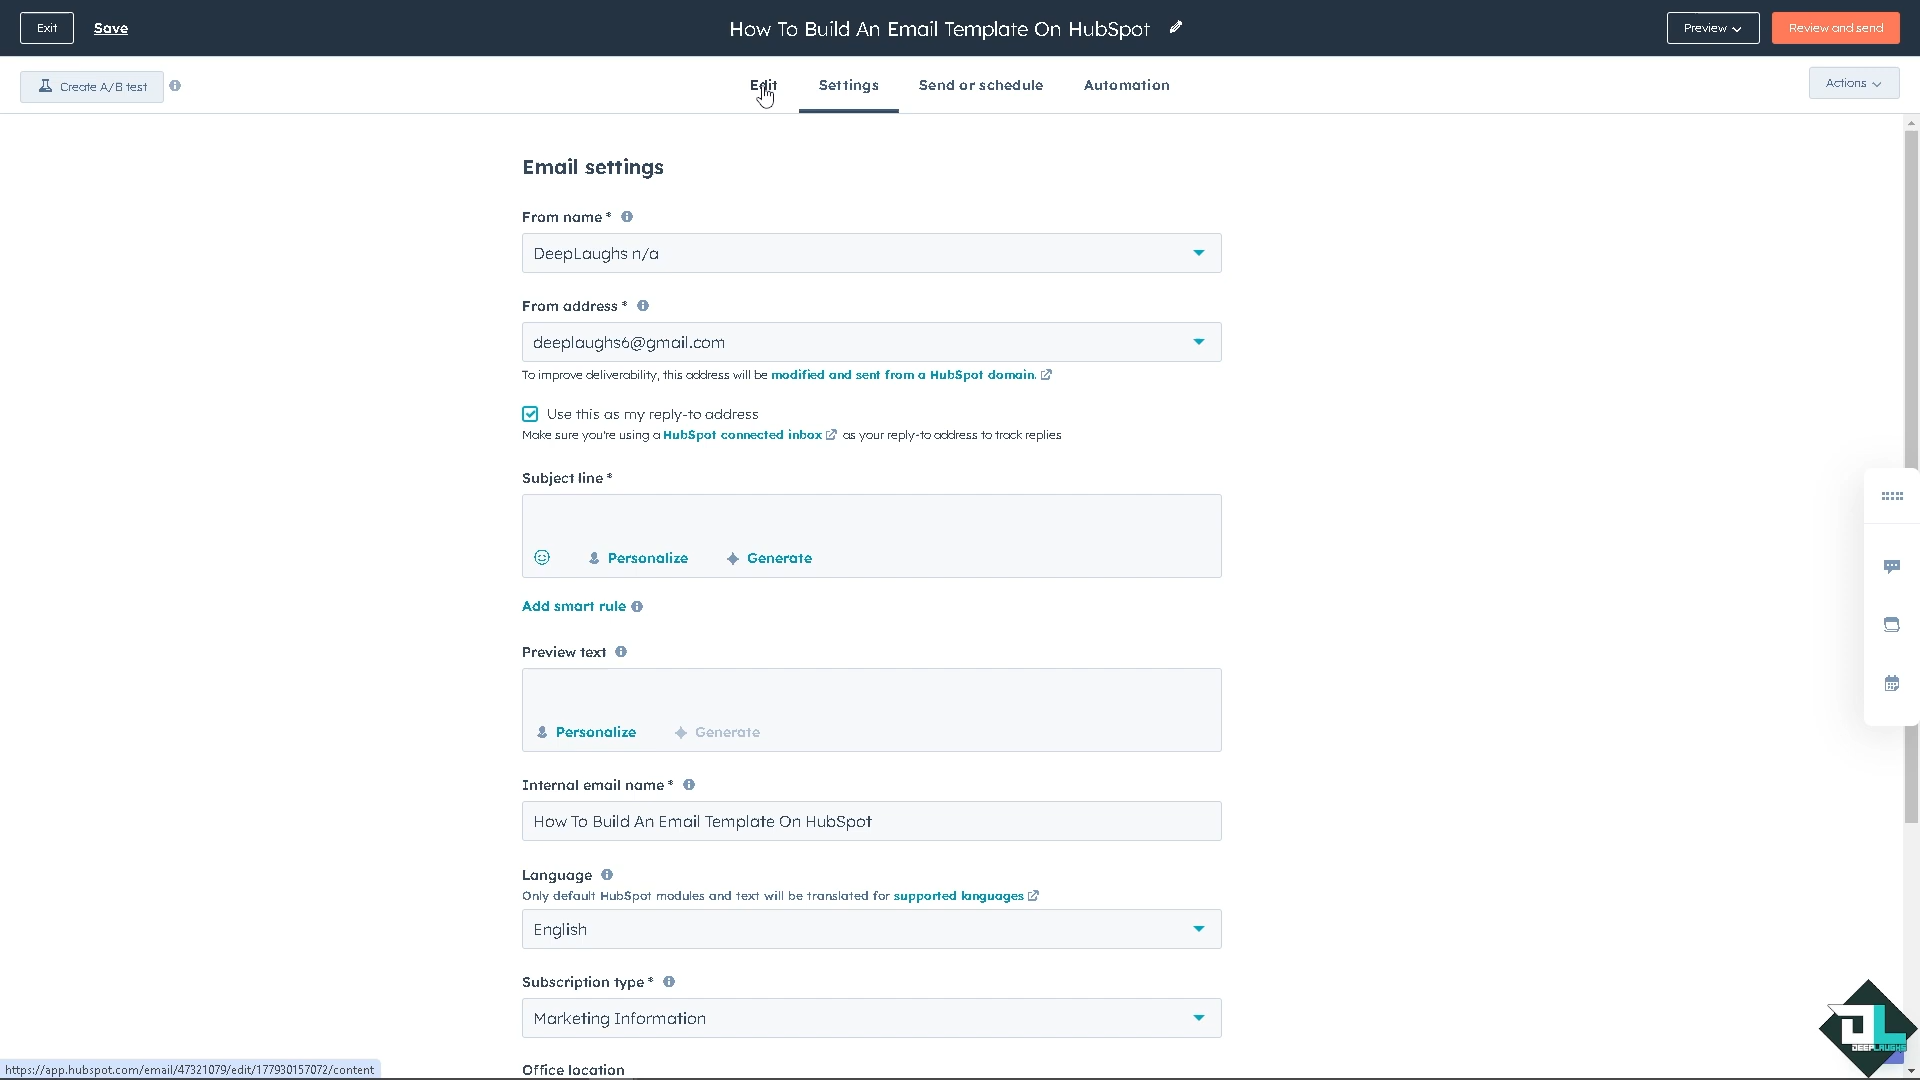 Exit
Save
How To Build An Email Template On HubSpot
Preview
Review and send
Create A/B test
Edit
Settings
Send or schedule
Automation
Actions
Email settings
From name *
DeepLaughs n/a
From address *
deeplaughs6@gmail.com
To improve deliverability, this address will be modified and sent from a HubSpot domain.
Use this as my reply-to address
Make sure you're using a HubSpot connected inbox as your reply-to address to track replies
Subject line *
Personalize
Generate
Add smart rule
Preview text
Personalize
Generate
Internal email name *
How To Build An Email Template On HubSpot
Language
Only default HubSpot modules and text will be translated for supported languages
English
Subscription type *
Marketing Information
Office location
https://app.hubspot.com/email/47321079/edit/177930157072/content
DL
DEEPLAUGHS